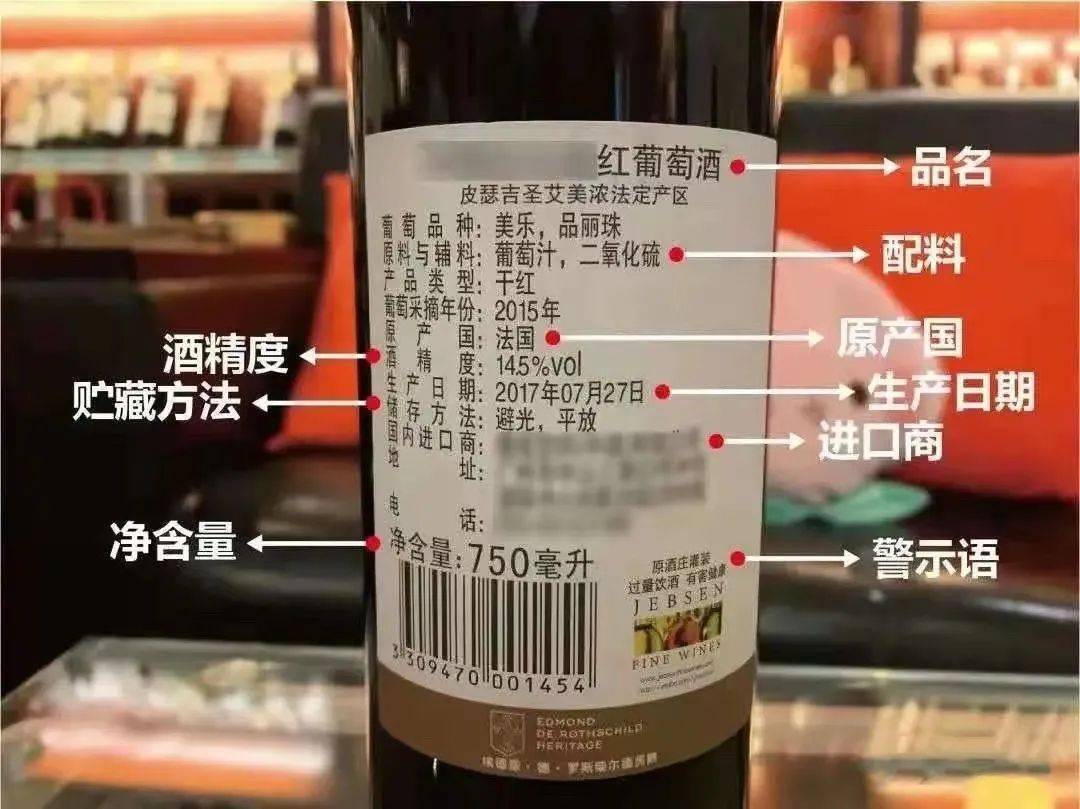 红葡萄酒
品名
皮瑟吉圣艾美浓法定产区
葡萄品种：美乐，品丽珠
原料与辅料：葡萄汁，二氧化硫
配料
产品类型：干红
葡萄采摘年份：2015年
原产国：法国
原产国
酒精度
酒精度：14.5%vol
贮藏方法
生产日期：2017年07月27日
生产日期
储存方法：避光，平放
国内进口商：
进口商
地址：
电话：
净含量
净含量：750毫升
原酒庄灌装
过量饮酒 有害健康
警示语
JEBSEN
FINE WINES
3 309470 001454
EDMOND
DE ROTHSCHILD
HERITAGE